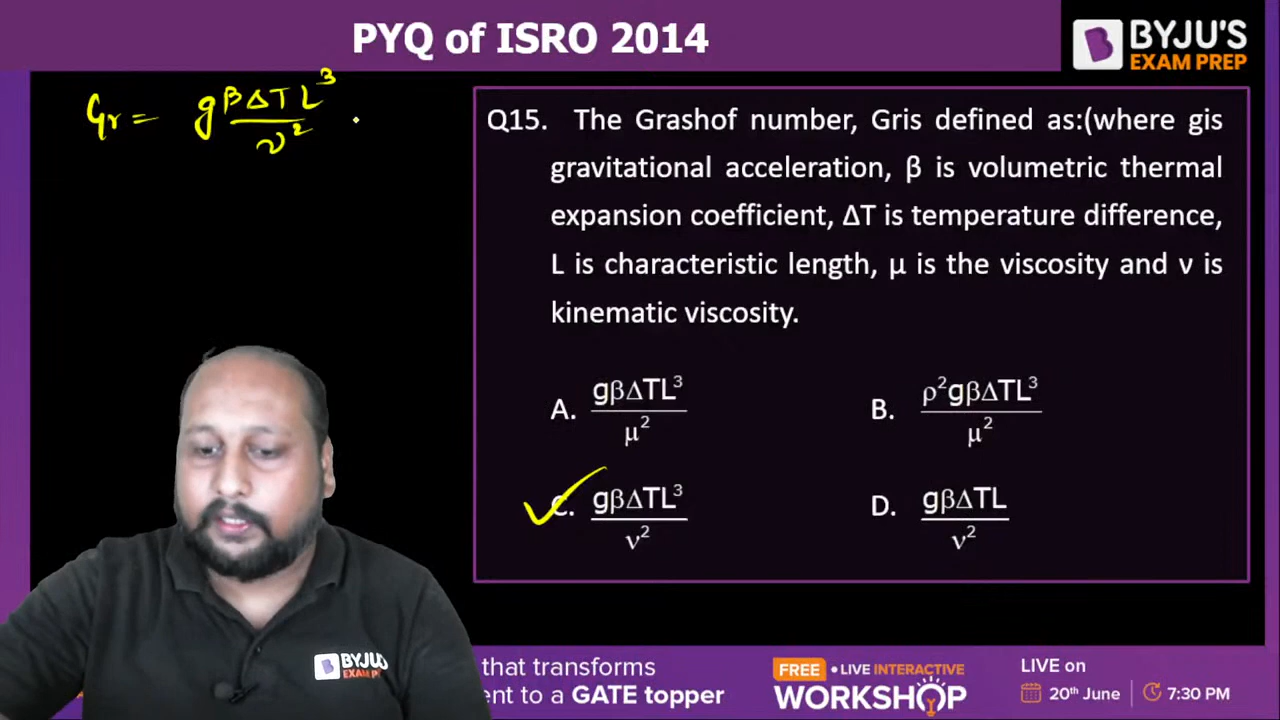 PYQ of ISRO 2014
BYJU'S
EXAM PREP
Gr = gβΔTL³ / ν²
Q15. The Grashof number, Gris defined as:(where gis
gravitational acceleration, β is volumetric thermal
expansion coefficient, ΔT is temperature difference,
L is characteristic length, μ is the viscosity and ν is
kinematic viscosity.
A. gβΔTL³ / μ²
B. ρ²gβΔTL³ / μ²
C. gβΔTL³ / ν²
D. gβΔTL / ν²
BYJU'S
EXAM PREP
that transforms
ent to a GATE topper
FREE • LIVE INTERACTIVE
WORKSHOP
LIVE on
20th June | 7:30 PM